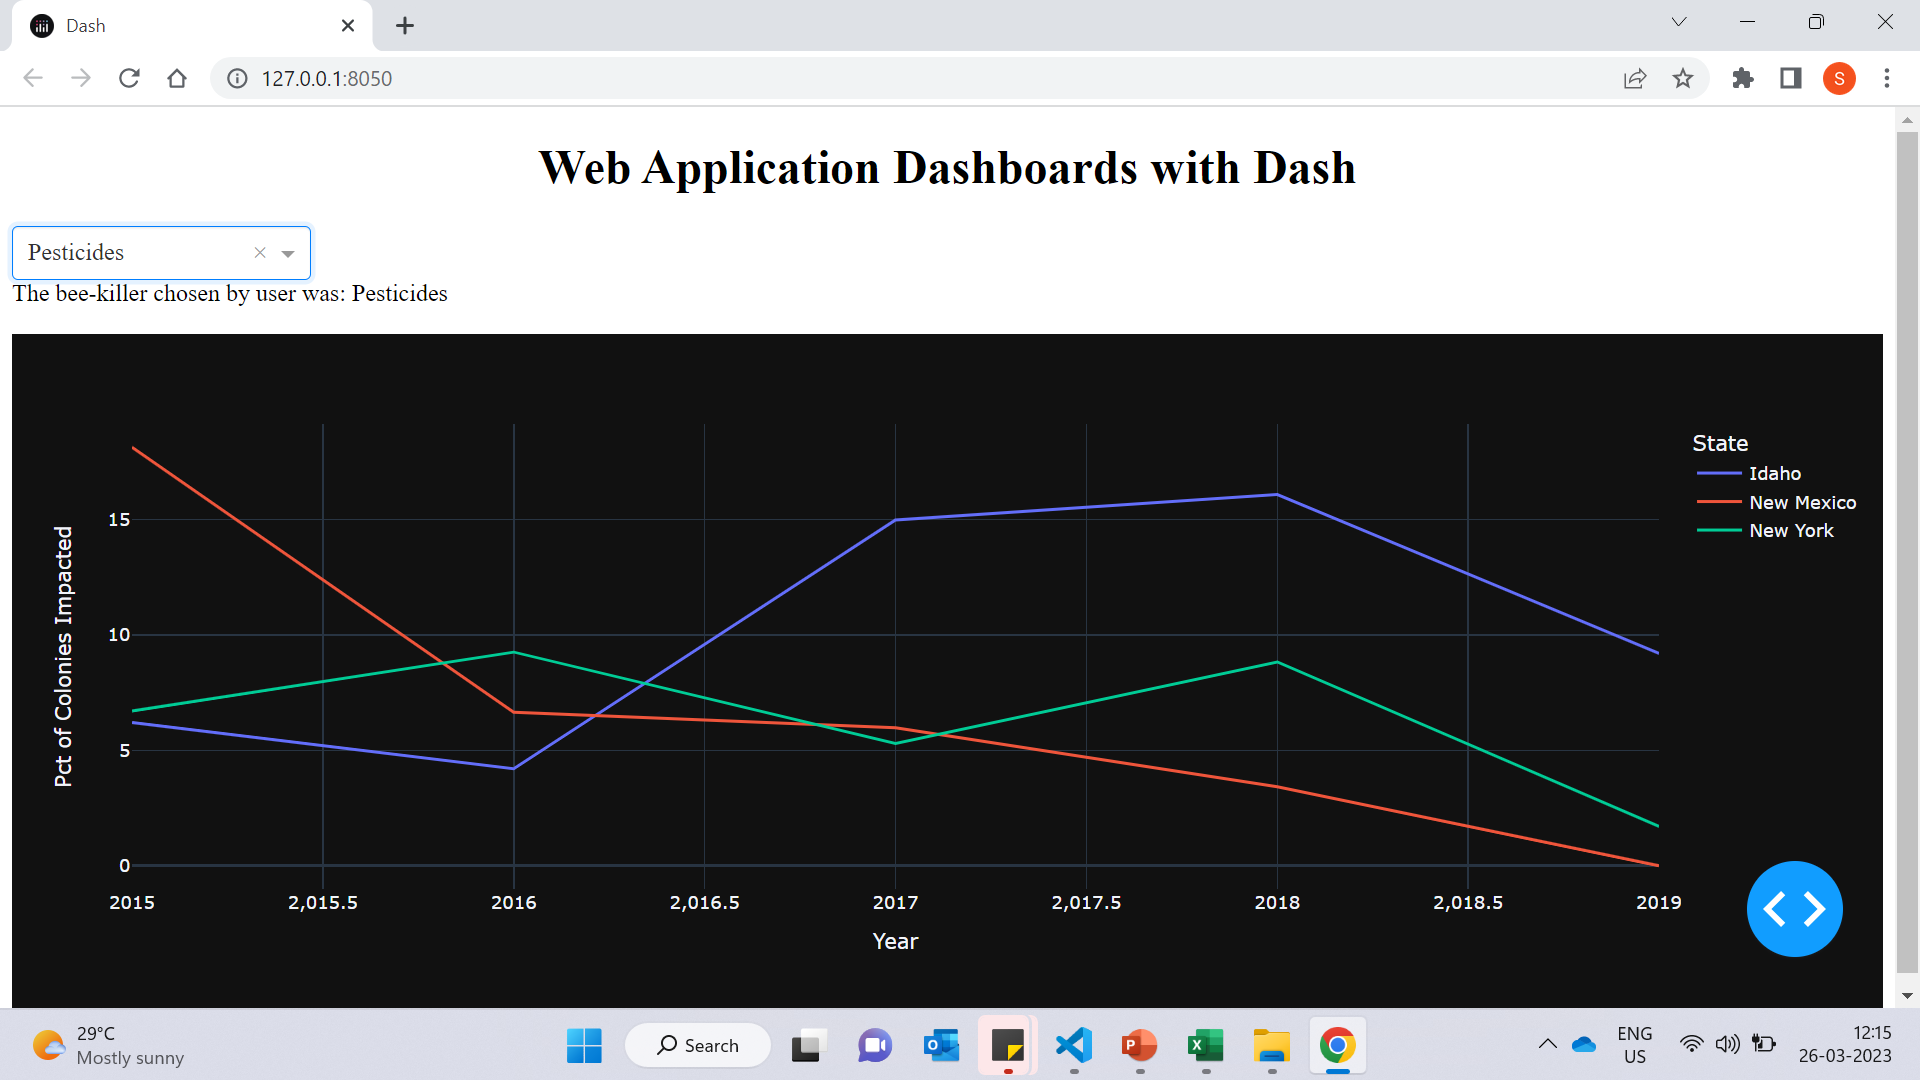 Dash
127.0.0.1:8050
S
Web Application Dashboards with Dash
Pesticides
The bee-killer chosen by user was: Pesticides
State
Idaho
New Mexico
New York
Pct of Colonies Impacted
15
10
5
0
2015 2,015.5 2016 2,016.5 2017 2,017.5 2018 2,018.5 2019
Year
29°C
Mostly sunny
Search
O
P
X
ENG
US
12:15
26-03-2023